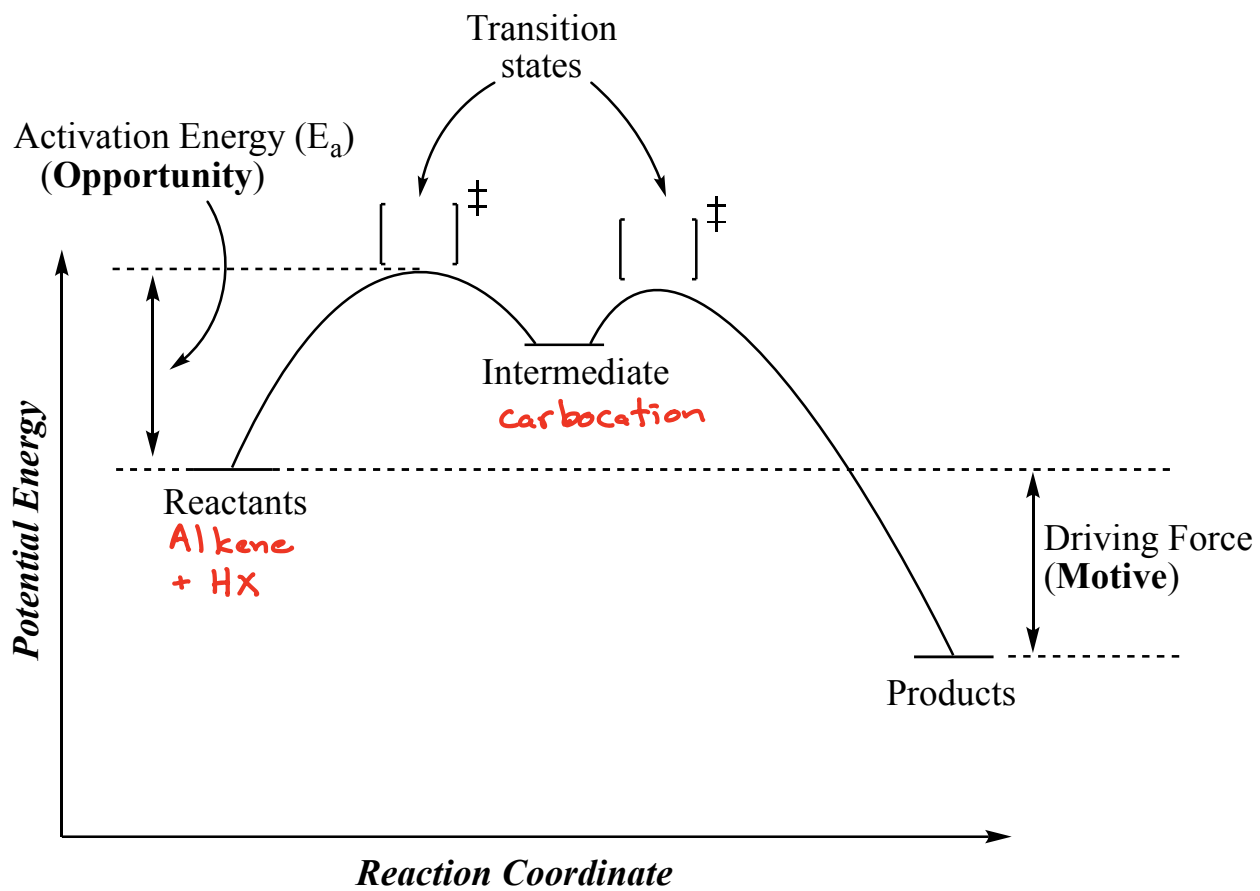 Transition
states
Activation Energy (Ea)
(Opportunity)
‡
‡
Intermediate
carbocation
Reactants
Alkene
+ HX
Driving Force
(Motive)
Products
Potential Energy
Reaction Coordinate